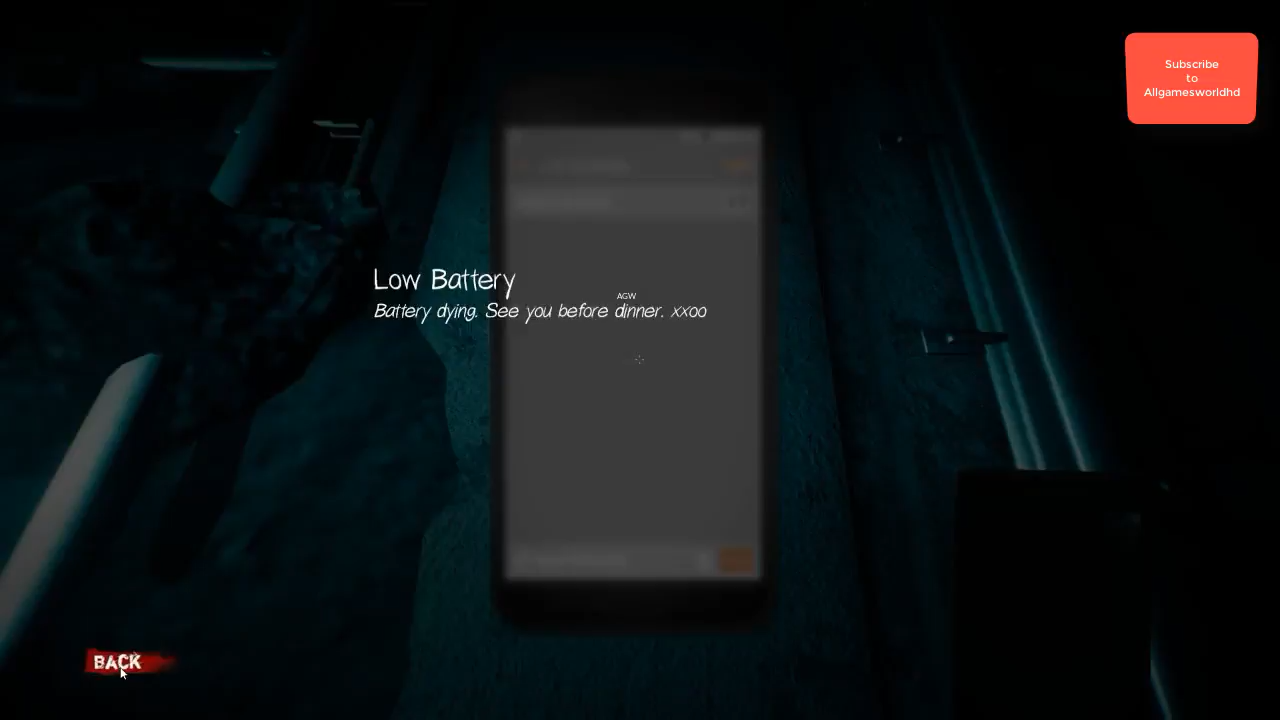 Subscribe
to
Allgamesworldhd
Low Battery
AGW
Battery dying. See you before dinner. xxoo
BACK